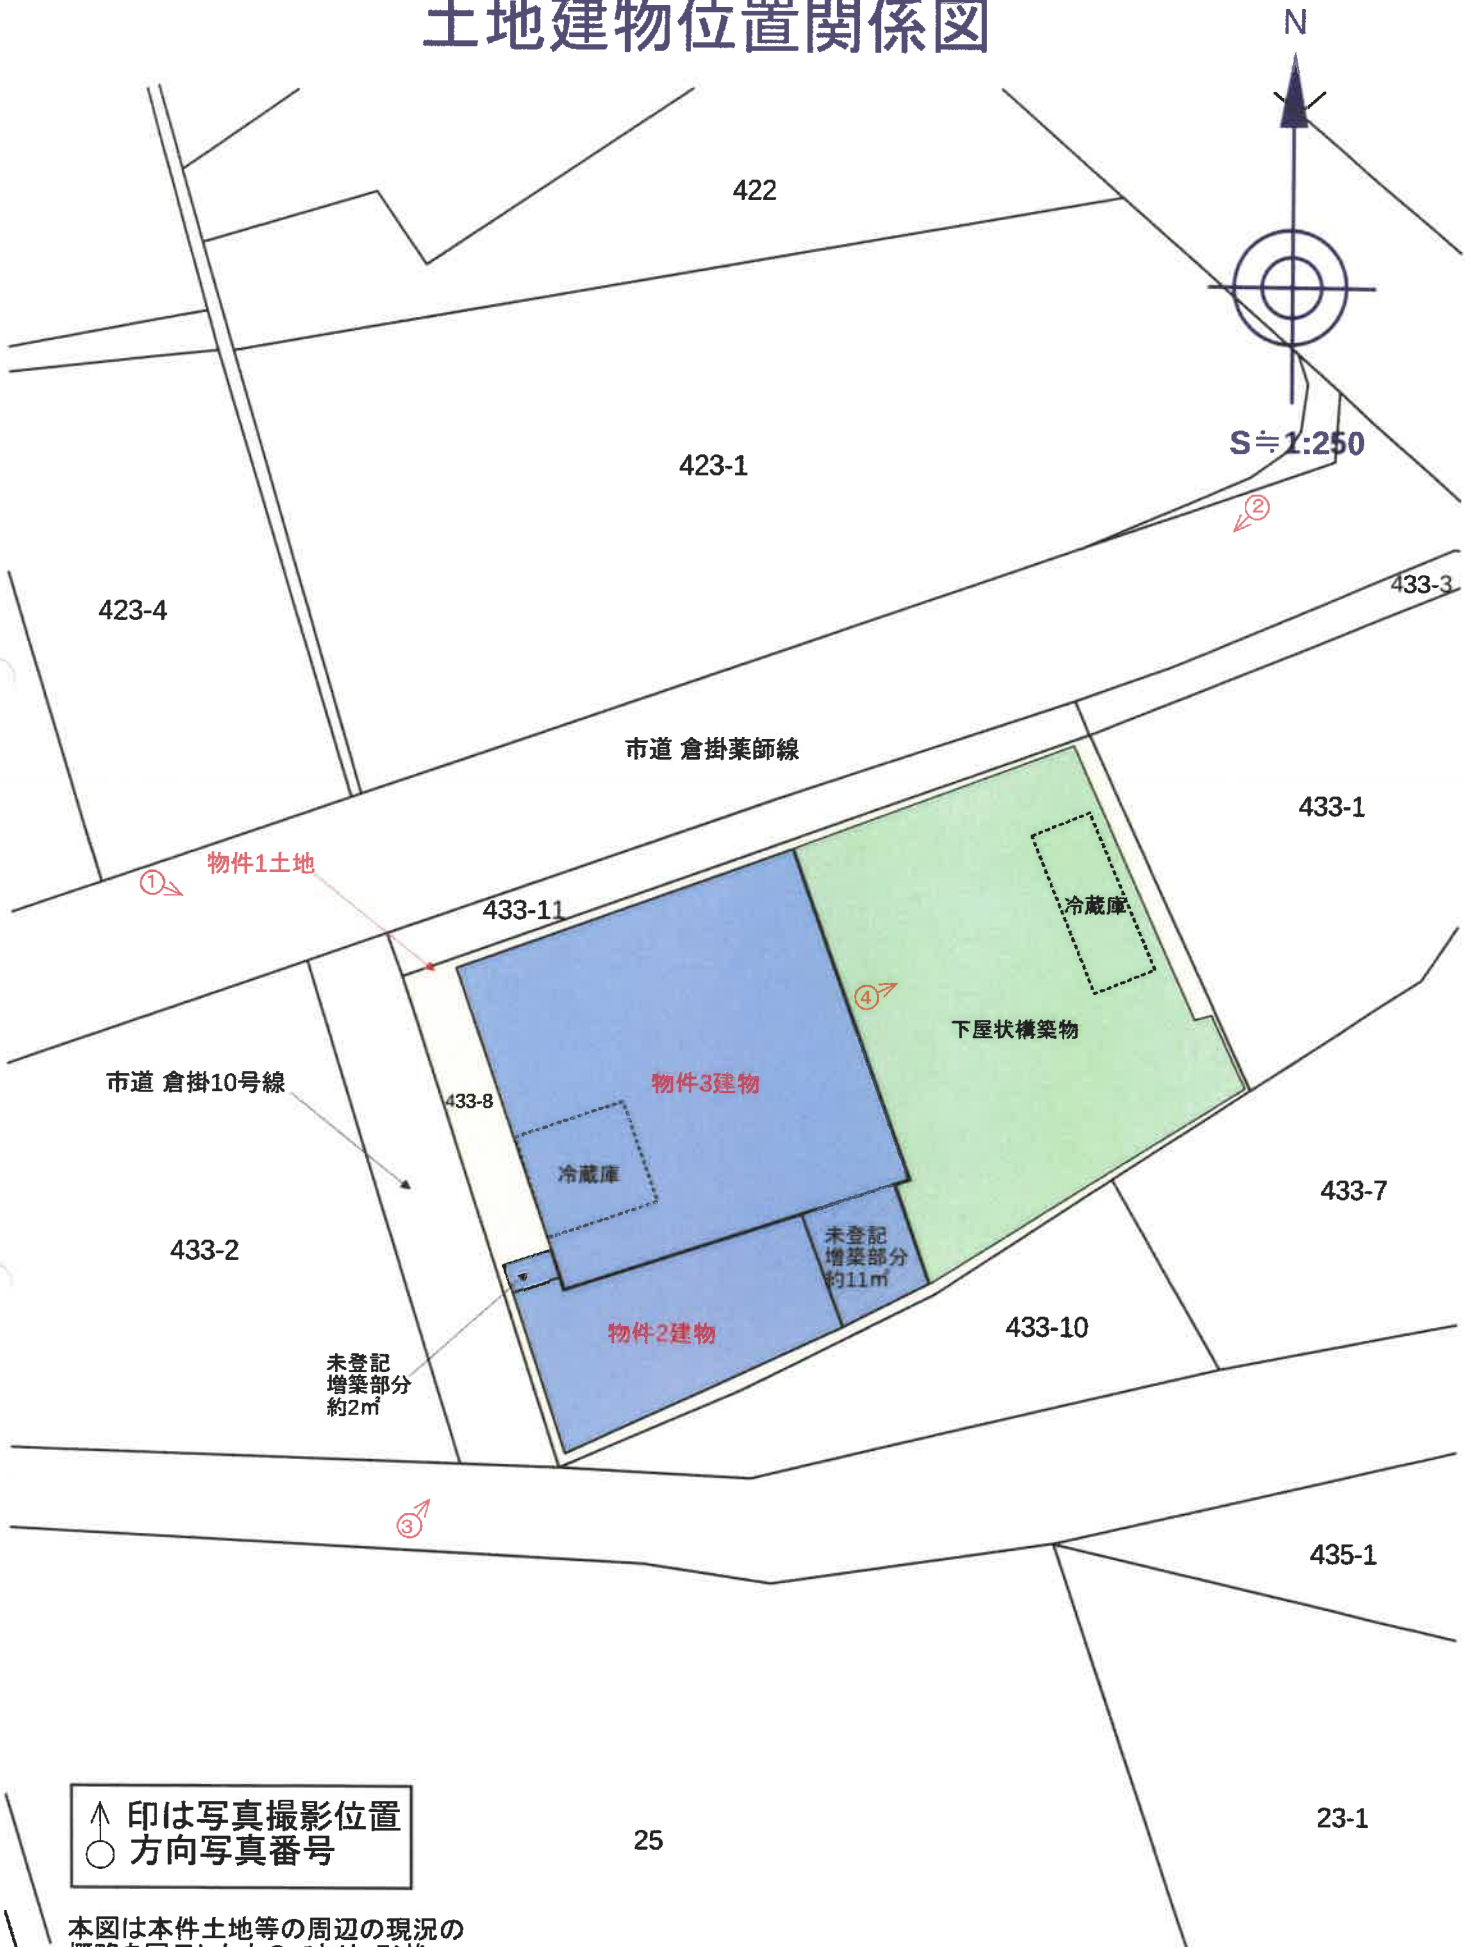 土地建物位置関係図
N
S≒1:250
422
423-1
②
433-3
423-4
市道 倉掛薬師線
433-1
物件1土地
①
433-11
冷蔵庫
④
下屋状構築物
市道 倉掛10号線
物件3建物
433-8
冷蔵庫
433-7
433-2
未登記
増築部分
約11㎡
物件2建物
433-10
未登記
増築部分
約2㎡
③
435-1
印は写真撮影位置
方向写真番号
25
23-1
本図は本件土地等の周辺の現況の